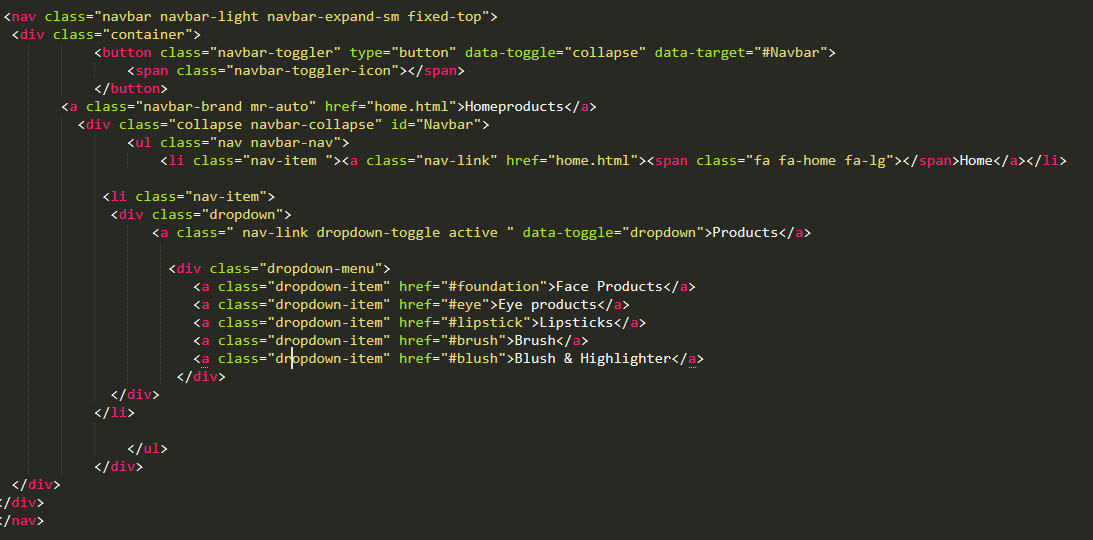 <nav class="navbar navbar-light navbar-expand-sm fixed-top">
<div class="container">
<button class="navbar-toggler" type="button" data-toggle="collapse" data-target="#Navbar">
<span class="navbar-toggler-icon"></span>
</button>
<a class="navbar-brand mr-auto" href="home.html">Homeproducts</a>
<div class="collapse navbar-collapse" id="Navbar">
<ul class="nav navbar-nav">
<li class="nav-item "><a class="nav-link" href="home.html"><span class="fa fa-home fa-lg"></span>Home</a></li>
<li class="nav-item">
<div class="dropdown">
<a class=" nav-link dropdown-toggle active " data-toggle="dropdown">Products</a>
<div class="dropdown-menu">
<a class="dropdown-item" href="#foundation">Face Products</a>
<a class="dropdown-item" href="#eye">Eye products</a>
<a class="dropdown-item" href="#lipstick">Lipsticks</a>
<a class="dropdown-item" href="#brush">Brush</a>
<a class="dropdown-item" href="#blush">Blush & Highlighter</a>
</div>
</div>
</li>
</ul>
</div>
</div>
</div>
</nav>